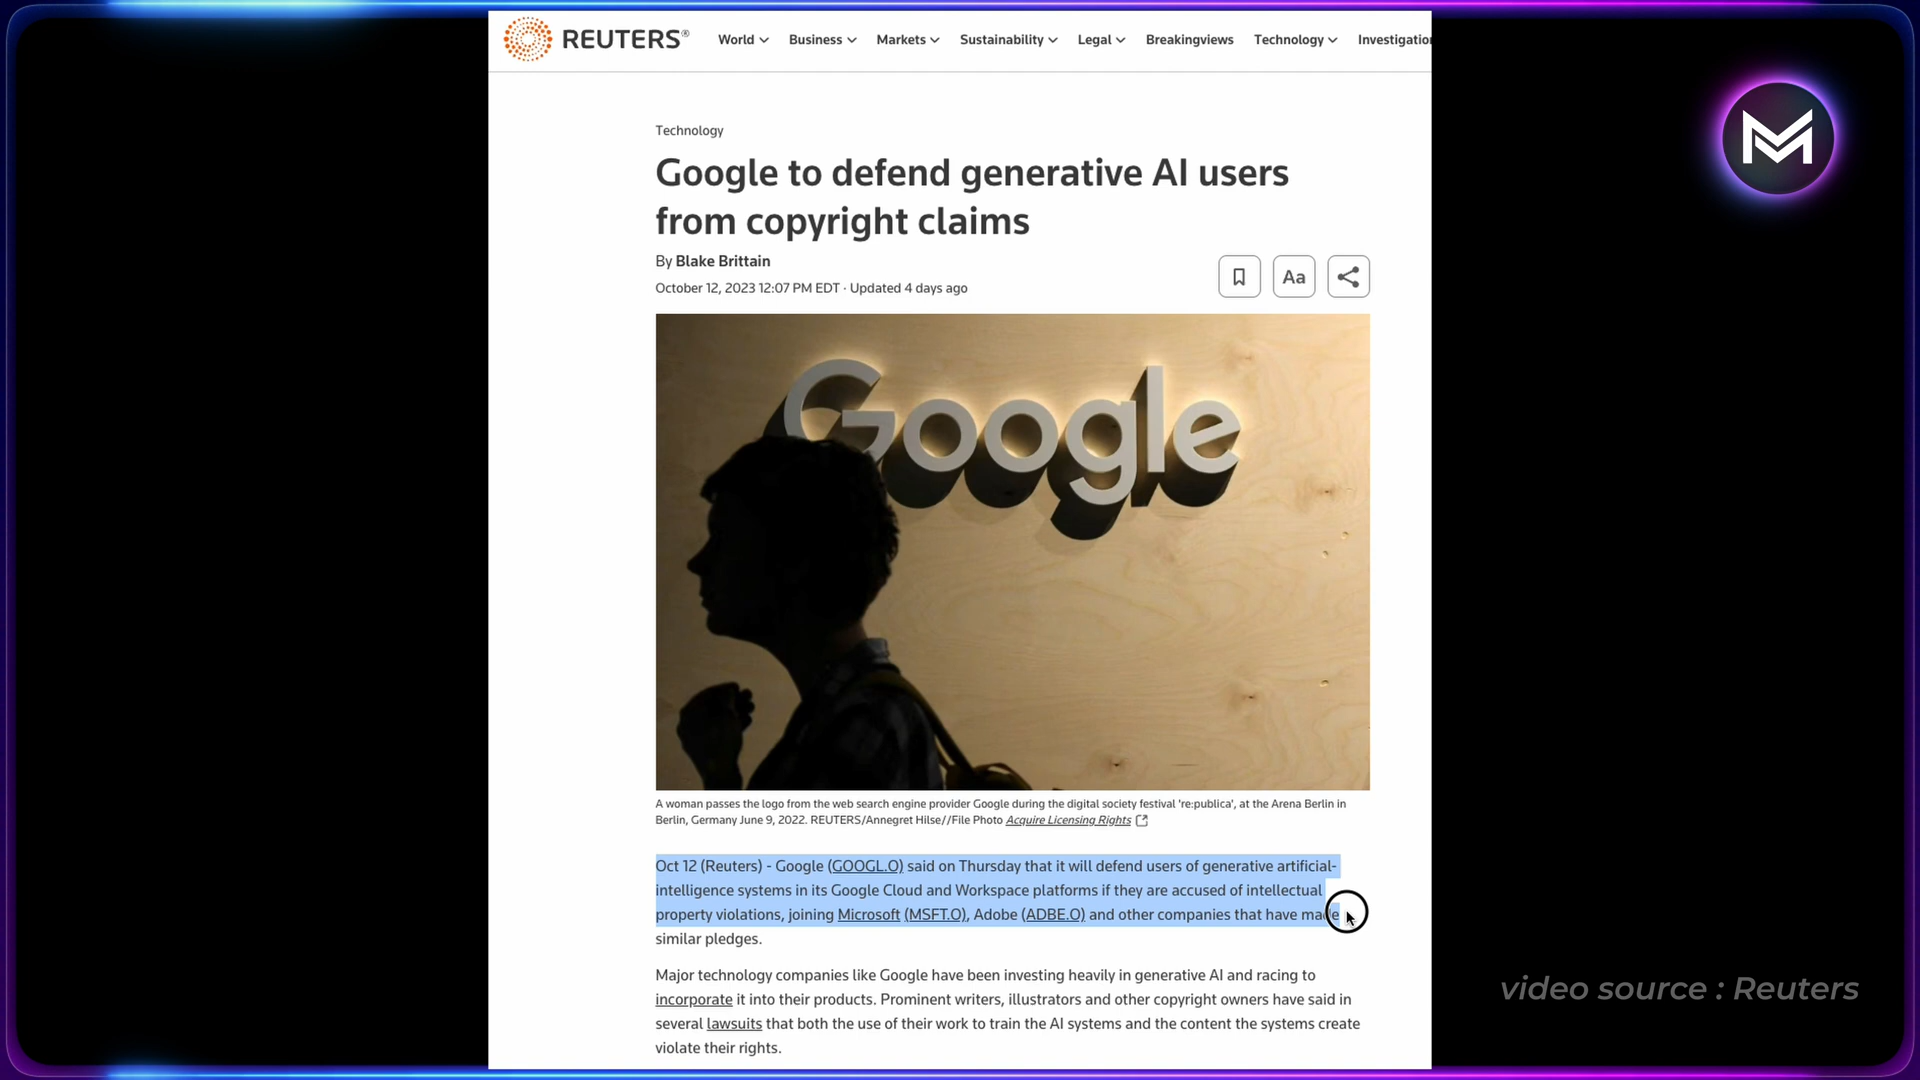 REUTERS®
World
Business
Markets
Sustainability
Legal
Breakingviews
Technology
Technology
Google to defend generative AI users
from copyright claims
By Blake Brittain
October 12, 2023 12:07 PM EDT · Updated 4 days ago
Aa
Google
A woman passes the logo from the web search engine provider Google during the digital society festival 're:publica', at the Arena Berlin in
Berlin, Germany June 9, 2022. REUTERS/Annegret Hilse//File Photo Acquire Licensing Rights
Oct 12 (Reuters) - Google (GOOGL.O) said on Thursday that it will defend users of generative artificial-
intelligence systems in its Google Cloud and Workspace platforms if they are accused of intellectual
property violations, joining Microsoft (MSFT.O), Adobe (ADBE.O) and other companies that have made
similar pledges.
Major technology companies like Google have been investing heavily in generative AI and racing to
incorporate it into their products. Prominent writers, illustrators and other copyright owners have said in
several lawsuits that both the use of their work to train the AI systems and the content the systems create
violate their rights.
video source : Reuters